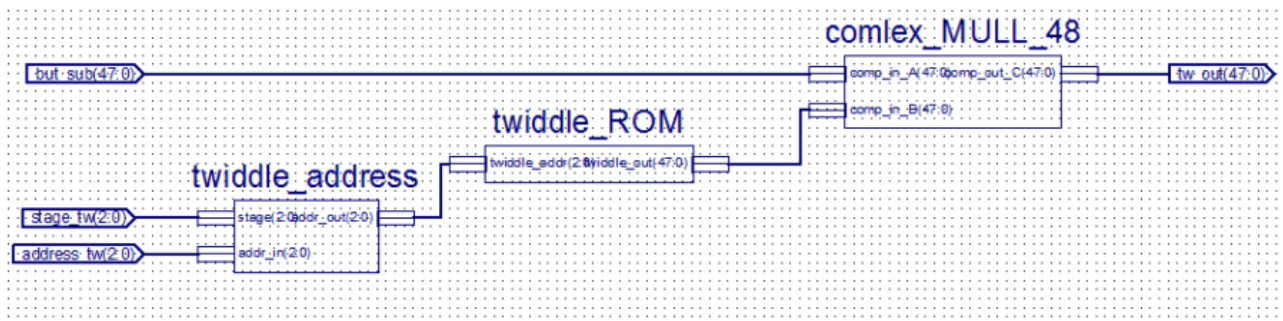 comlex_MULL_48
but_sub(47:0)
comp_in_A(47:0)
comp_out_C(47:0)
tw_out(47:0)
comp_in_B(47:0)
twiddle_ROM
twiddle_addr(2:0)
twiddle_out(47:0)
twiddle_address
stage_tw(2:0)
stage(2:0)
addr_out(2:0)
address_tw(2:0)
addr_in(2:0)